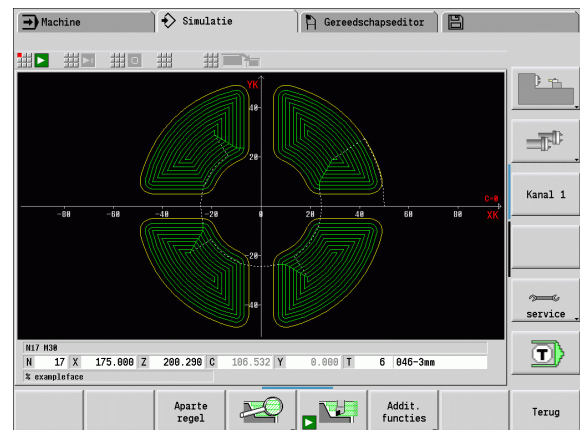 Machine
Simulatie
Gereedschapseditor
YK
40
20
C-0
-80 -60 -40 -20 0 20 40 60 80 XK
-20
-40
Kanal 1
service
T
N17 M30
N 17 X 175.000 Z 200.290 C 106.532 Y 0.000 T 6 046-3mm
% exampleface
Aparte regel
Addit. functies
Terug